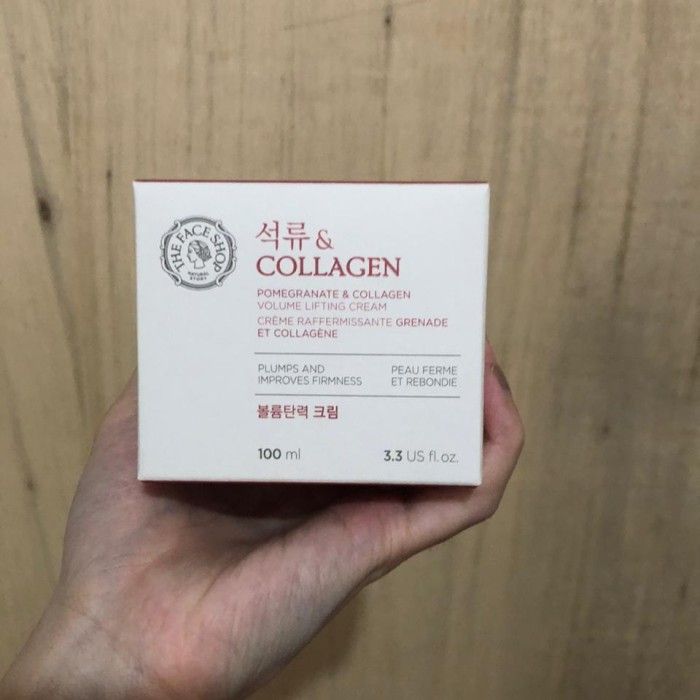 THE FACE SHOP
NATURAL
STORY
석류 &
COLLAGEN
POMEGRANATE & COLLAGEN
VOLUME LIFTING CREAM
CRÈME RAFFERMISSANTE GRENADE
ET COLLAGÈNE
PLUMPS AND
IMPROVES FIRMNESS
PEAU FERME
ET REBONDIE
볼륨탄력 크림
100 ml
3.3 US fl. oz.